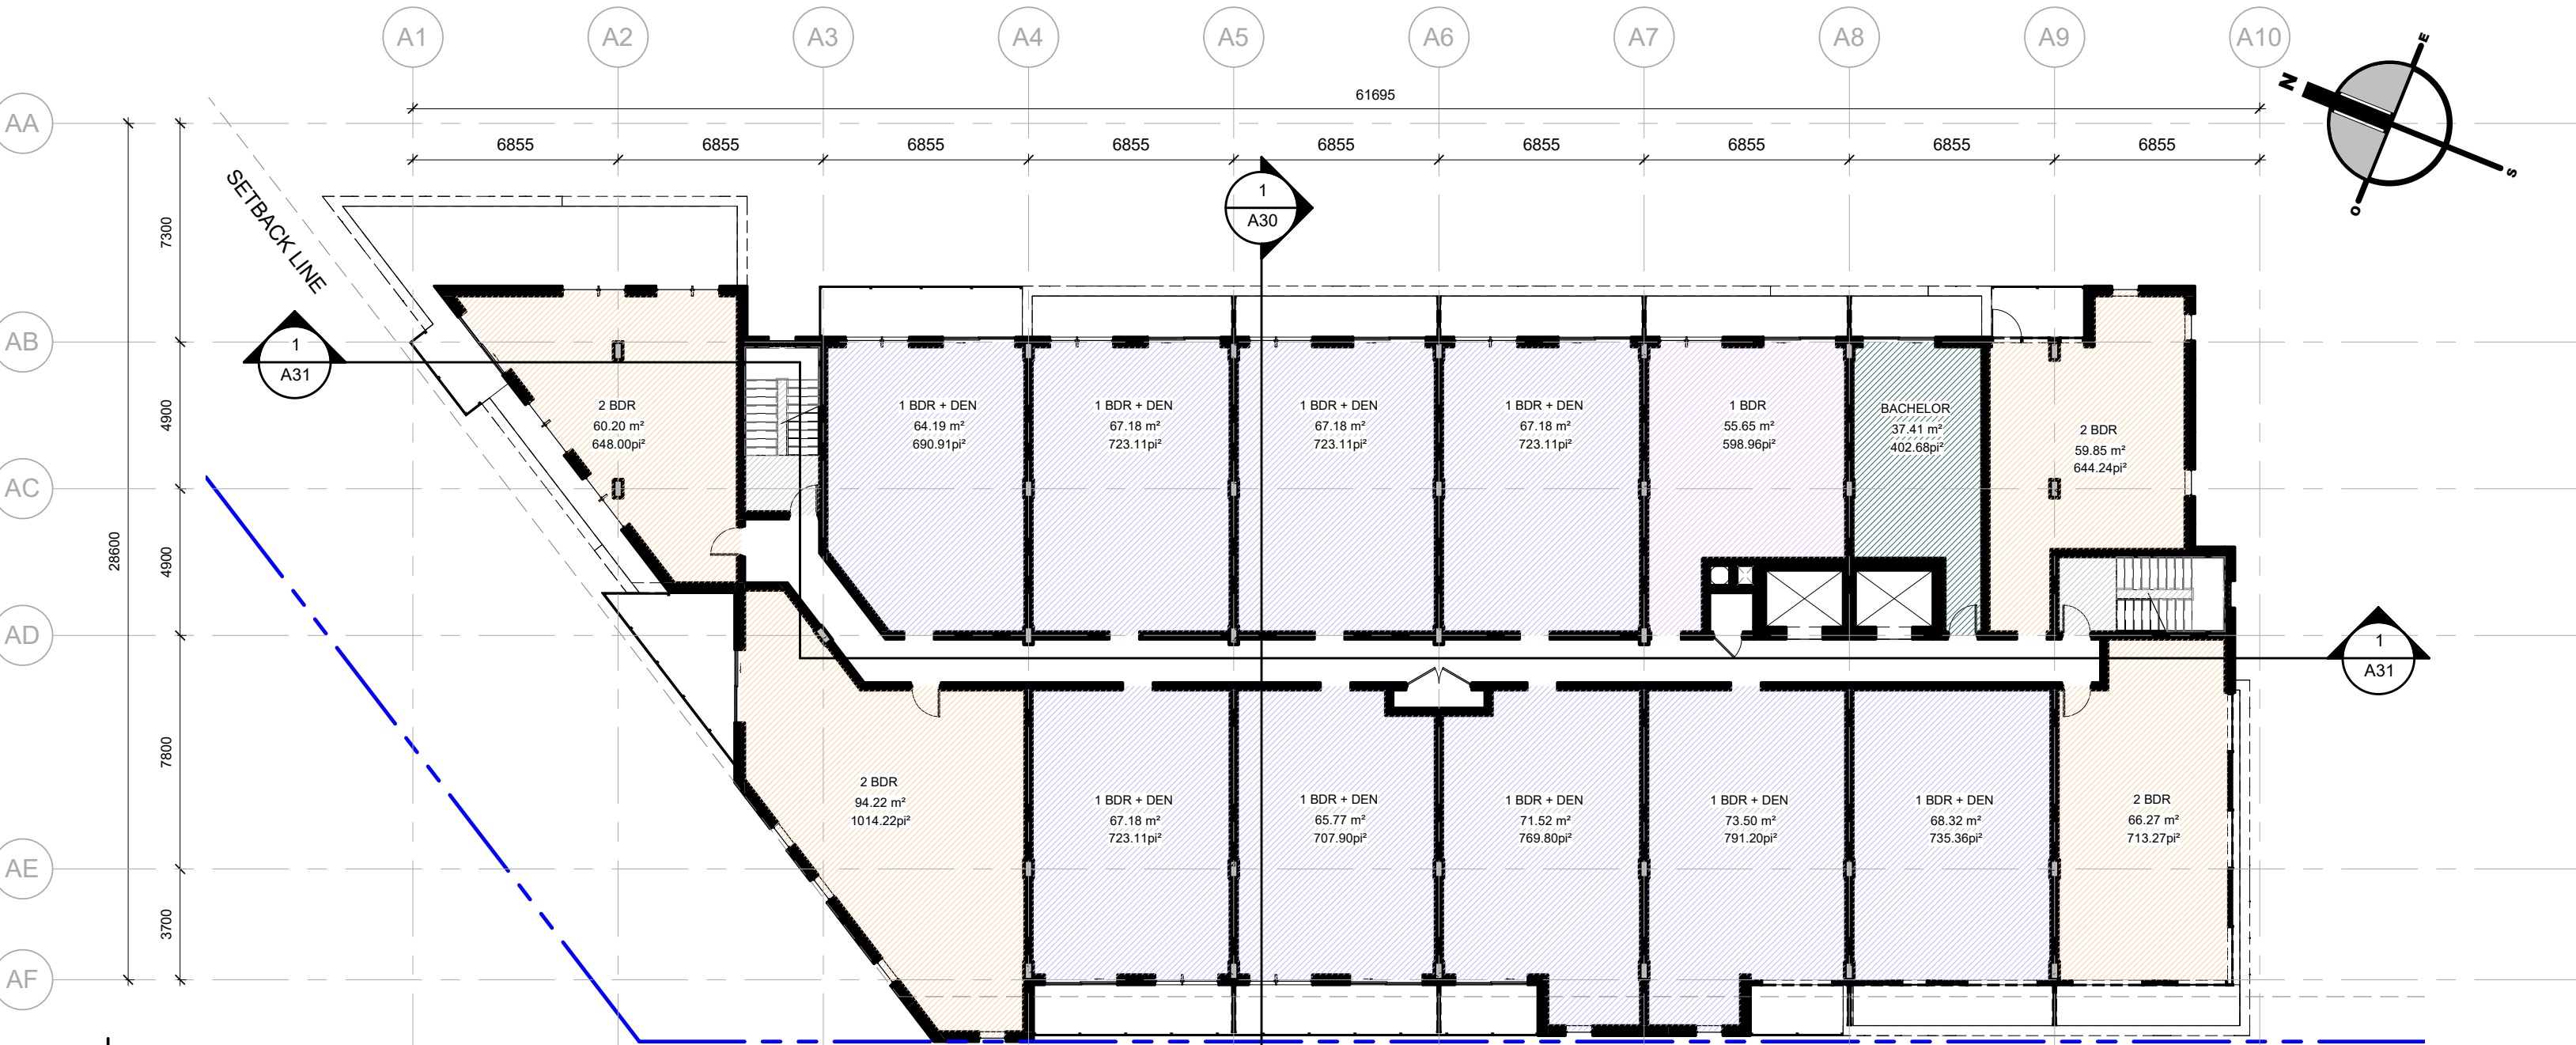 A1 A2 A3 A4 A5 A6 A7 A8 A9 A10
N
E
S
O
61695
AA
6855 6855 6855 6855 6855 6855 6855 6855 6855
SETBACK LINE
1
A30
7300
AB
1
A31
4900
2 BDR
60.20 m²
648.00pi²
1 BDR + DEN
64.19 m²
690.91pi²
1 BDR + DEN
67.18 m²
723.11pi²
1 BDR + DEN
67.18 m²
723.11pi²
1 BDR + DEN
67.18 m²
723.11pi²
1 BDR
55.65 m²
598.96pi²
BACHELOR
37.41 m²
402.68pi²
2 BDR
59.85 m²
644.24pi²
AC
28600
4900
AD
1
A31
7800
2 BDR
94.22 m²
1014.22pi²
1 BDR + DEN
67.18 m²
723.11pi²
1 BDR + DEN
65.77 m²
707.90pi²
1 BDR + DEN
71.52 m²
769.80pi²
1 BDR + DEN
73.50 m²
791.20pi²
1 BDR + DEN
68.32 m²
735.36pi²
2 BDR
66.27 m²
713.27pi²
AE
3700
AF